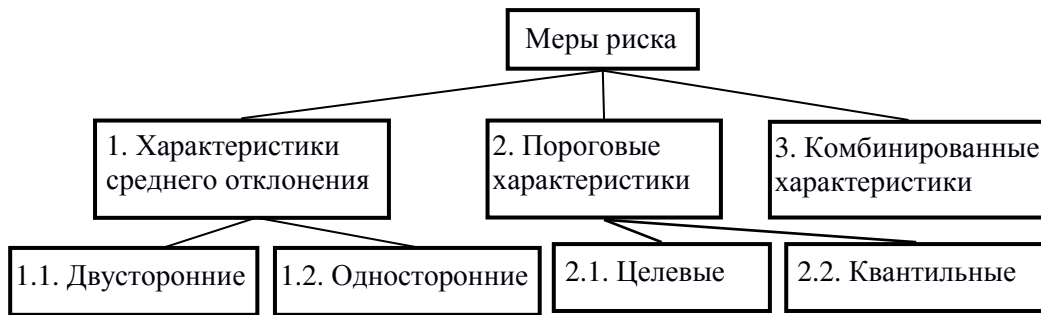 Меры риска
1. Характеристики
среднего отклонения
2. Пороговые
характеристики
3. Комбинированные
характеристики
1.1. Двусторонние
1.2. Односторонние
2.1. Целевые
2.2. Квантильные